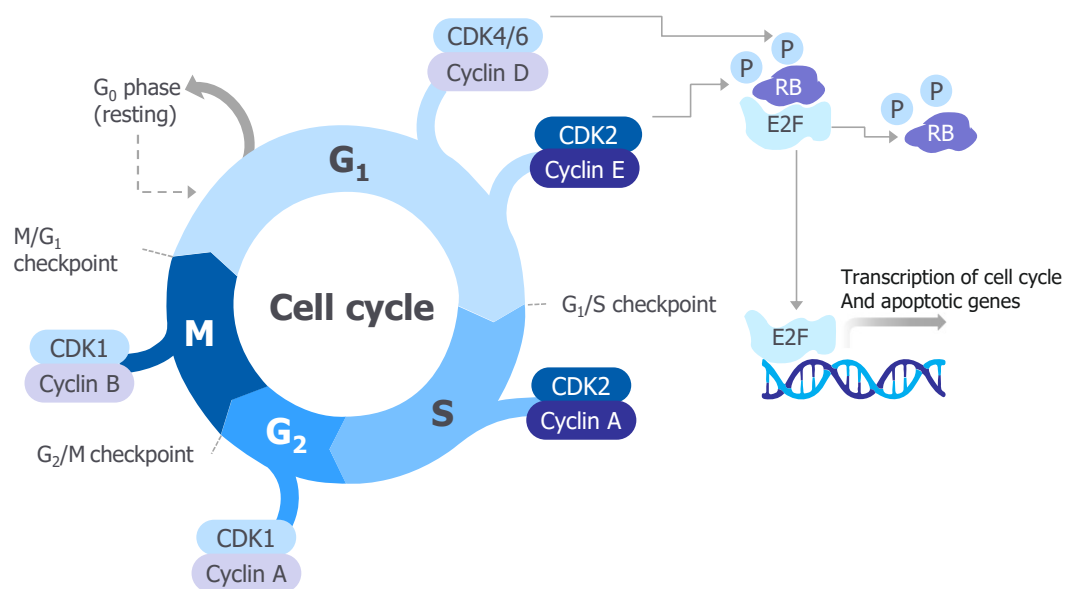 CDK4/6
Cyclin D
P
P
RB
E2F
P
P
RB
G₀ phase
(resting)
CDK2
Cyclin E
G₁
M/G₁
checkpoint
Cell cycle
G₁/S checkpoint
Transcription of cell cycle
And apoptotic genes
E2F
M
CDK1
Cyclin B
CDK2
Cyclin A
S
G₂
G₂/M checkpoint
CDK1
Cyclin A